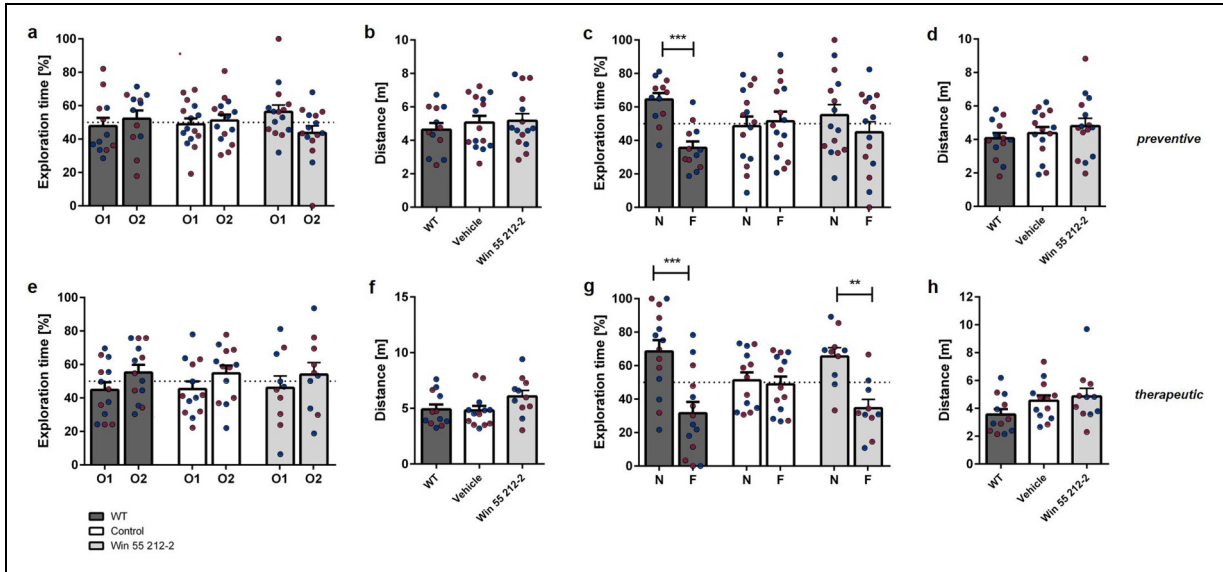 a
Exploration time [%]
100
80
60
40
20
0
O1 O2 O1 O2 O1 O2
b
Distance [m]
10
8
6
4
2
0
WT Vehicle Win 55 212-2
c
Exploration time [%]
100
80
60
40
20
0
***
N F N F N F
d
Distance [m]
10
8
6
4
2
0
WT Vehicle Win 55 212-2
preventive
e
Exploration time [%]
100
80
60
40
20
0
O1 O2 O1 O2 O1 O2
f
Distance [m]
15
10
5
0
WT Vehicle Win 55 212-2
g
Exploration time [%]
100
80
60
40
20
0
*** **
N F N F N F
h
Distance [m]
12
10
8
6
4
2
0
WT Vehicle Win 55 212-2
therapeutic
WT
Control
Win 55 212-2